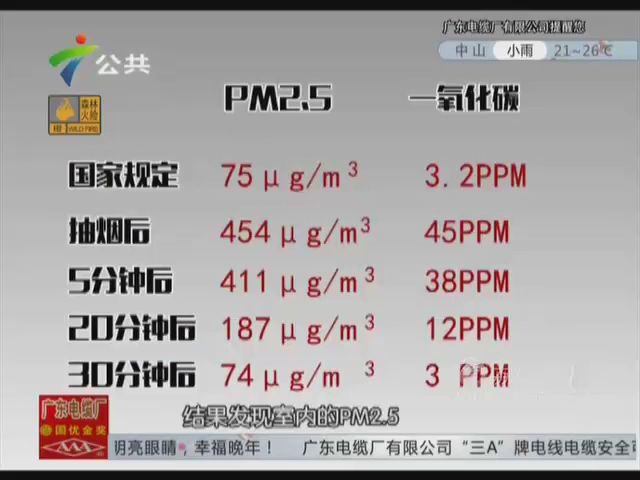 广东电缆厂有限公司提醒您
中山 小雨 21~26℃
公共
森林火险
橙 WILD FIRE
PM2.5 一氧化碳
国家规定 75μg/m³ 3.2PPM
抽烟后 454μg/m³ 45PPM
5分钟后 411μg/m³ 38PPM
20分钟后 187μg/m³ 12PPM
30分钟后 74μg/m³ 3 PPM
广东电缆厂
国优金奖
AAA
结果发现室内的PM2.5
明亮眼睛，幸福晚年！ 广东电缆厂有限公司“三A”牌电线电缆安全